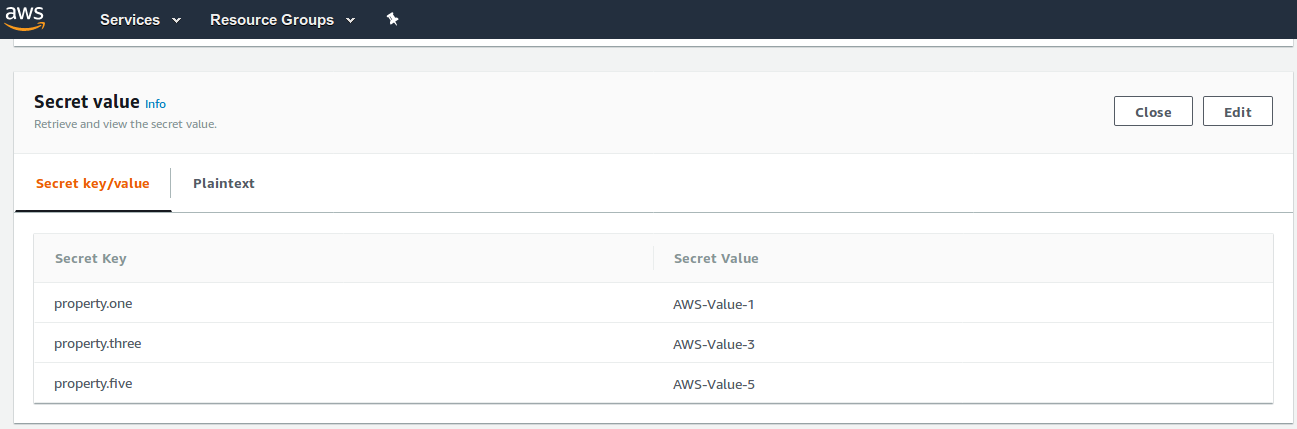 aws Services Resource Groups
Secret value Info
Retrieve and view the secret value.
Close Edit
Secret key/value Plaintext
Secret Key Secret Value
property.one AWS-Value-1
property.three AWS-Value-3
property.five AWS-Value-5